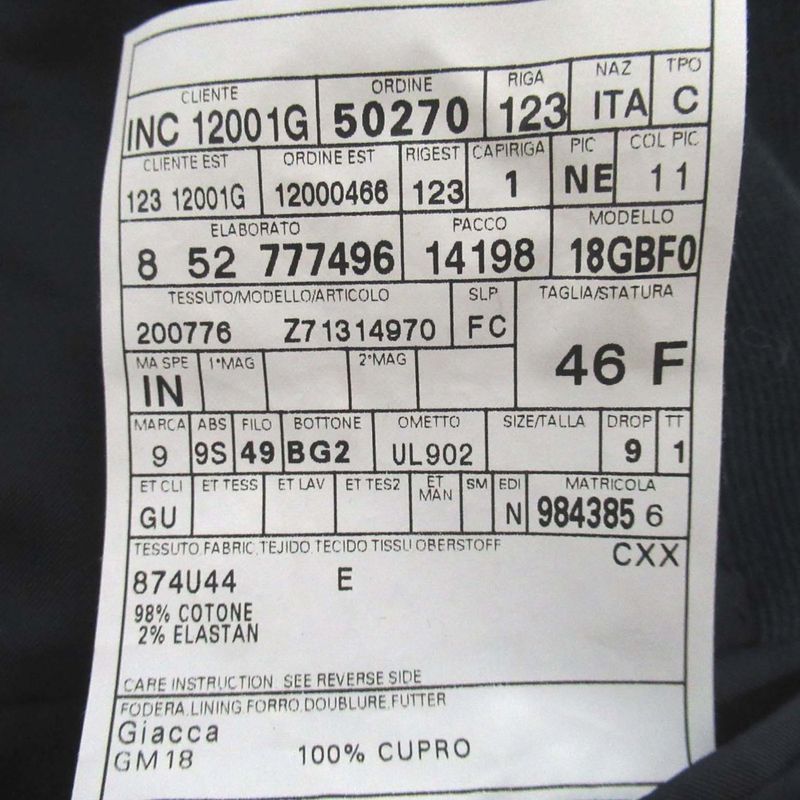 CLIENTE ORDINE RIGA NAZ TPO
INC 12001G 50270 123 ITA C
CLIENTE EST ORDINE EST RIGEST CAPIRIGA PIC COL PIC
123 12001G 12000466 123 1 NE 11
ELABORATO PACCO MODELLO
8 52 777496 14198 18GBF0
TESSUTO/MODELLO/ARTICOLO SLP TAGLIA/STATURA
200776 Z71314970 FC 46 F
MA SPE 1°MAG 2°MAG
IN
MARCA ABS FILO BOTTONE OMETTO SIZE/TALLA DROP TT
9 9S 49 BG2 UL902 9 1
ET CLI ET TESS ET LAV ET TES2 ET MAN SM EDI MATRICOLA
GU N 984385 6
TESSUTO.FABRIC.TEJIDO.TECIDO.TISSU.OBERSTOFF CXX
874U44 E
98% COTONE
2% ELASTAN
CARE INSTRUCTION SEE REVERSE SIDE
FODERA.LINING.FORRO.DOUBLURE.FUTTER
Giacca
GM18 100% CUPRO